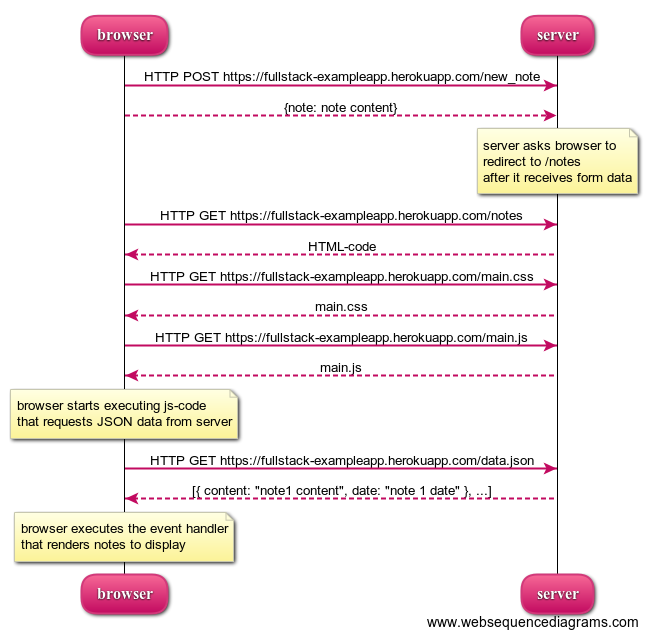 browser
server
HTTP POST https://fullstack-exampleapp.herokuapp.com/new_note
{note: note content}
server asks browser to
redirect to /notes
after it receives form data
HTTP GET https://fullstack-exampleapp.herokuapp.com/notes
HTML-code
HTTP GET https://fullstack-exampleapp.herokuapp.com/main.css
main.css
HTTP GET https://fullstack-exampleapp.herokuapp.com/main.js
main.js
browser starts executing js-code
that requests JSON data from server
HTTP GET https://fullstack-exampleapp.herokuapp.com/data.json
[{ content: "note1 content", date: "note 1 date" }, ...]
browser executes the event handler
that renders notes to display
browser
server
www.websequencediagrams.com